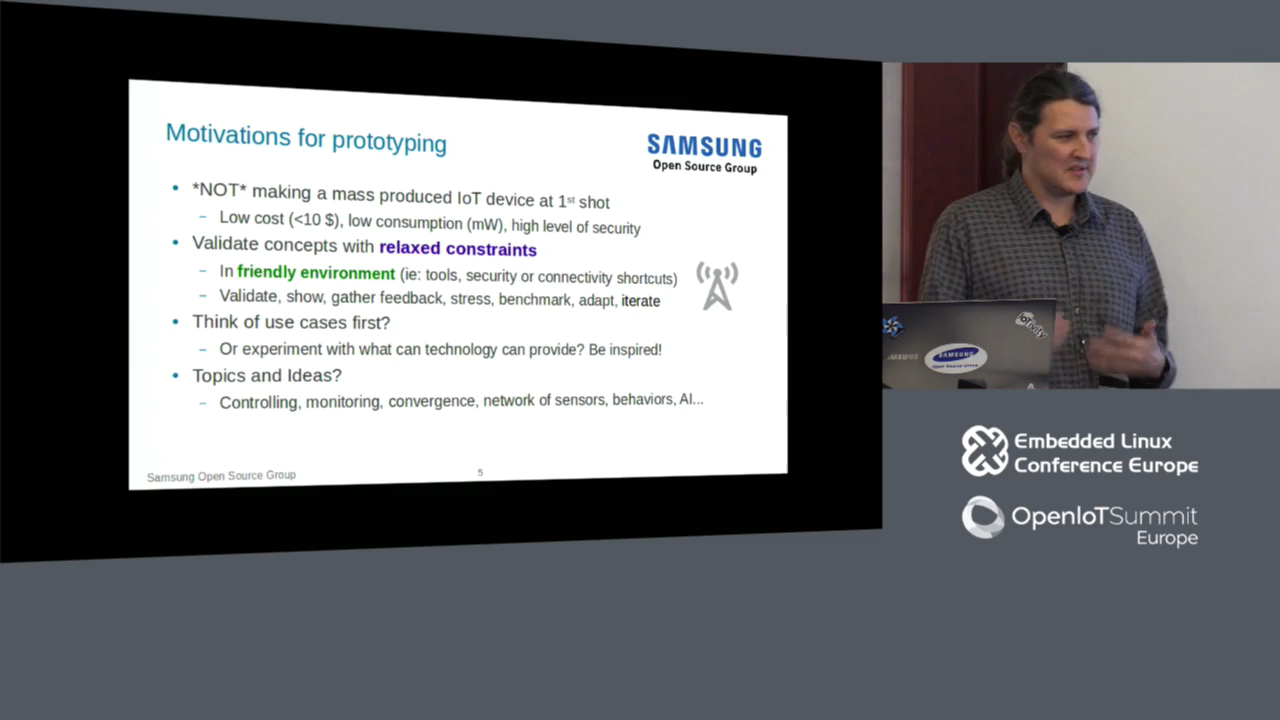 Motivations for prototyping
SAMSUNG
Open Source Group
• *NOT* making a mass produced IoT device at 1st shot
– Low cost (<10 $), low consumption (mW), high level of security
• Validate concepts with relaxed constraints
– In friendly environment (ie: tools, security or connectivity shortcuts)
– Validate, show, gather feedback, stress, benchmark, adapt, iterate
• Think of use cases first?
– Or experiment with what can technology can provide? Be inspired!
• Topics and Ideas?
– Controlling, monitoring, convergence, network of sensors, behaviors, AI...
Samsung Open Source Group
5
IoTivity
SAMSUNG
SAMSUNG
Open Source Group
Embedded Linux
Conference Europe
OpenIoTSummit
Europe